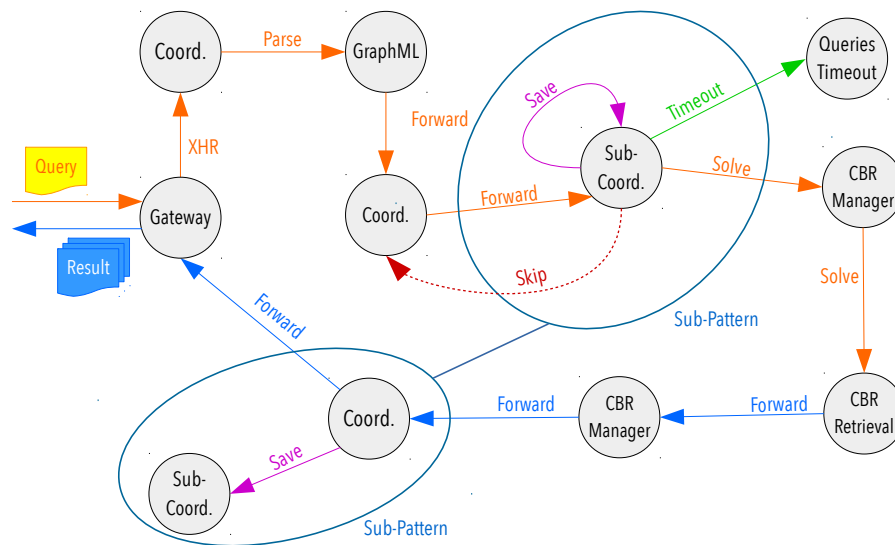 Coord.
Parse
GraphML
Queries
Timeout
Save
Timeout
Forward
XHR
Query
Sub-
Coord.
Solve
CBR
Manager
Gateway
Coord.
Forward
Result
Skip
Solve
Forward
Sub-Pattern
Coord.
Forward
CBR
Manager
Forward
CBR
Retrieval
Save
Sub-
Coord.
Sub-Pattern